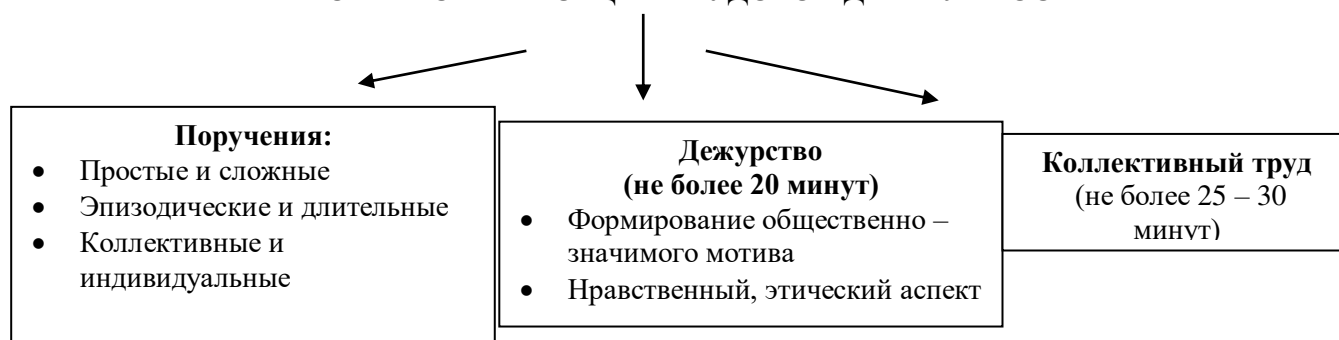 Поручения:
• Простые и сложные
• Эпизодические и длительные
• Коллективные и
индивидуальные
Дежурство
(не более 20 минут)
• Формирование общественно –
значимого мотива
• Нравственный, этический аспект
Коллективный труд
(не более 25 – 30
минут)